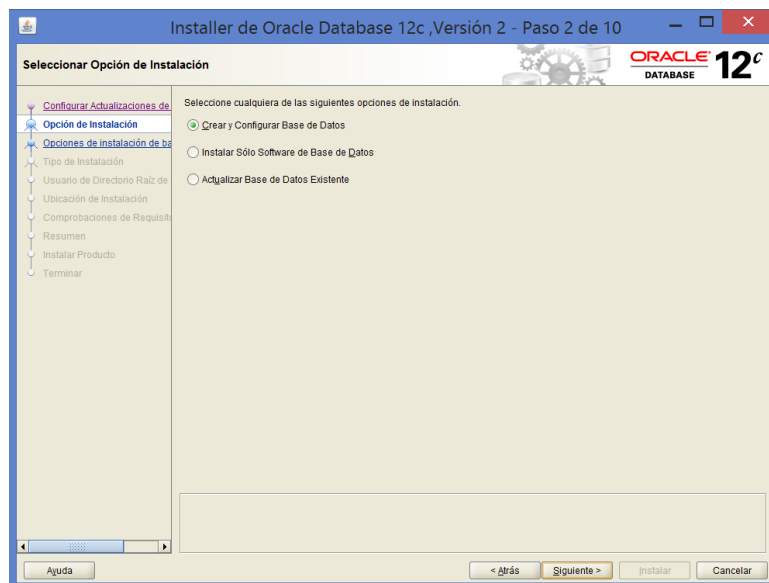 Installer de Oracle Database 12c ,Versión 2 - Paso 2 de 10
Seleccionar Opción de Instalación
ORACLE
DATABASE
12c
Configurar Actualizaciones de
Opción de Instalación
Opciones de instalación de ba
Tipo de Instalación
Usuario de Directorio Raíz de
Ubicación de Instalación
Comprobaciones de Requisit
Resumen
Instalar Producto
Terminar
Seleccione cualquiera de las siguientes opciones de instalación.
Crear y Configurar Base de Datos
Instalar Sólo Software de Base de Datos
Actualizar Base de Datos Existente
Ayuda
< Atrás
Siguiente >
Instalar
Cancelar